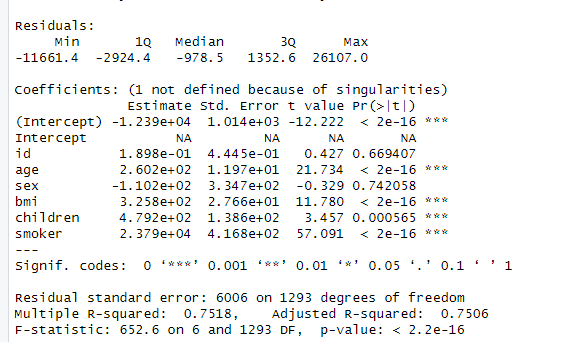 Residuals:
     Min       1Q   Median       3Q      Max
-11661.4  -2924.4   -978.5   1352.6  26107.0
Coefficients: (1 not defined because of singularities)
              Estimate Std. Error t value Pr(>|t|)
(Intercept) -1.239e+04  1.014e+03 -12.222  < 2e-16 ***
Intercept           NA         NA      NA       NA
id           1.898e-01  4.445e-01   0.427 0.669407
age          2.602e+02  1.197e+01  21.734  < 2e-16 ***
sex         -1.102e+02  3.347e+02  -0.329 0.742058
bmi          3.258e+02  2.766e+01  11.780  < 2e-16 ***
children     4.792e+02  1.386e+02   3.457 0.000565 ***
smoker       2.379e+04  4.168e+02  57.091  < 2e-16 ***
---
Signif. codes:  0 ‘***’ 0.001 ‘**’ 0.01 ‘*’ 0.05 ‘.’ 0.1 ‘ ’ 1
Residual standard error: 6006 on 1293 degrees of freedom
Multiple R-squared:  0.7518,    Adjusted R-squared:  0.7506
F-statistic: 652.6 on 6 and 1293 DF,  p-value: < 2.2e-16